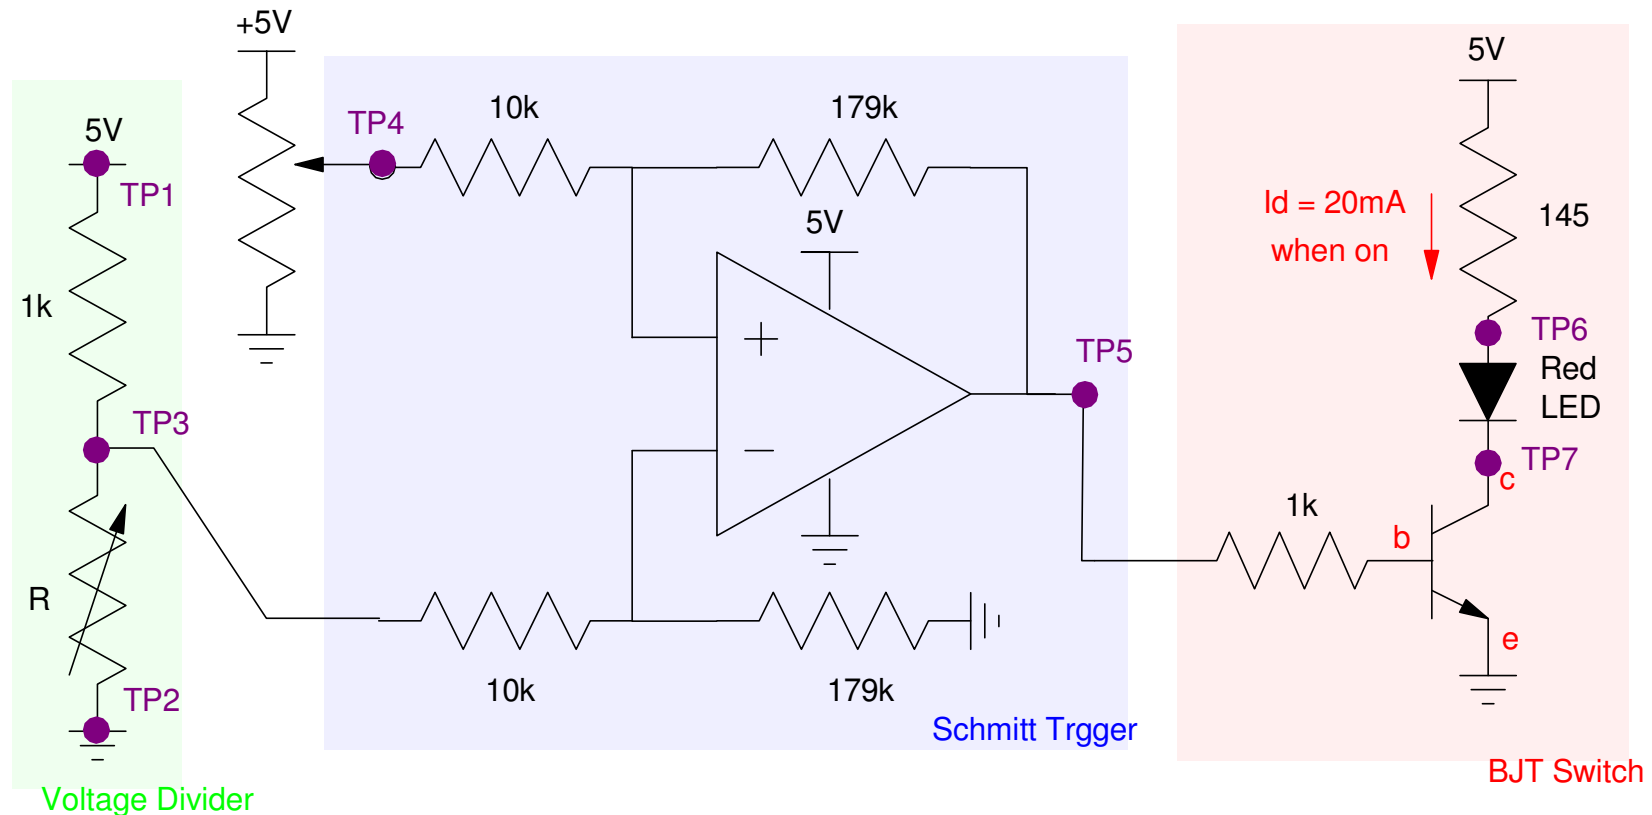 +5V
5V
TP1
1k
TP3
R
TP2
Voltage Divider
TP4
10k
179k
5V
+
−
TP5
10k
179k
Schmitt Trgger
5V
Id = 20mA
when on
145
TP6
Red
LED
TP7
c
1k
b
e
BJT Switch